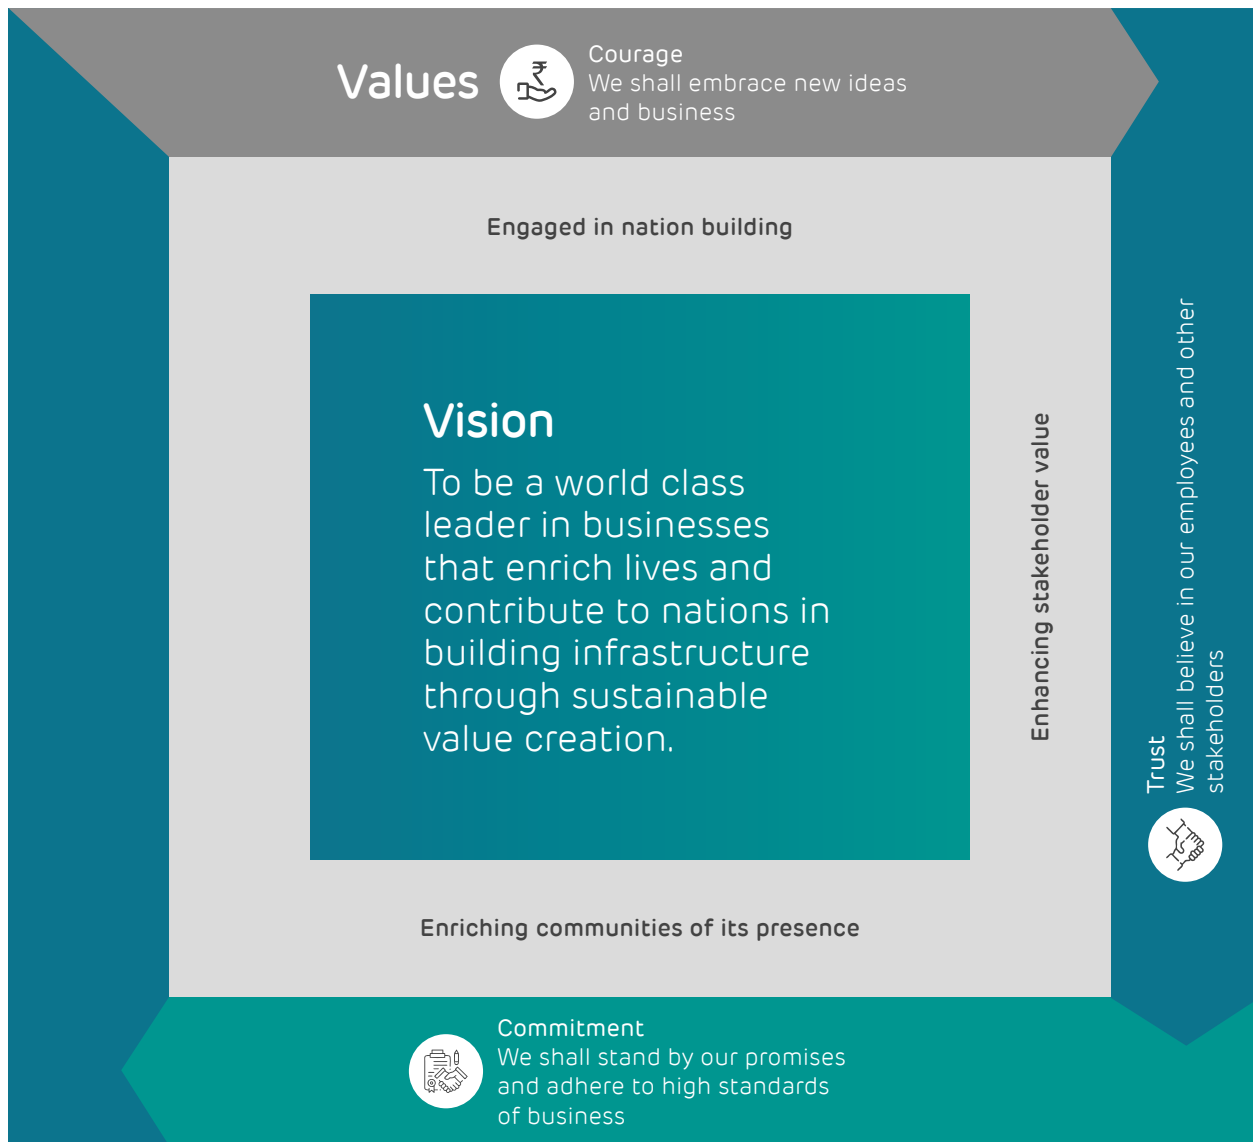 Values
Courage
We shall embrace new ideas
and business
Engaged in nation building
Vision
To be a world class
leader in businesses
that enrich lives and
contribute to nations in
building infrastructure
through sustainable
value creation.
Enhancing stakeholder value
Trust
We shall believe in our employees and other
stakeholders
Enriching communities of its presence
Commitment
We shall stand by our promises
and adhere to high standards
of business